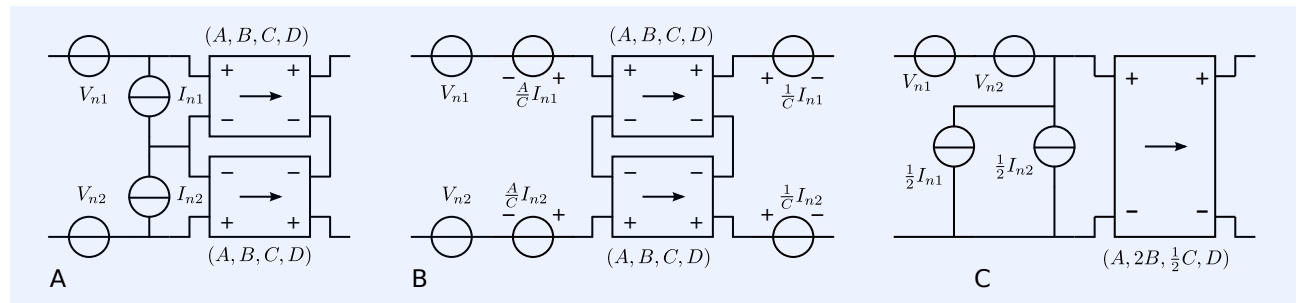 (A, B, C, D)
V_{n1}
I_{n1}
+ +
− −
V_{n2}
I_{n2}
− −
+ +
(A, B, C, D)
A
(A, B, C, D)
V_{n1}
− +
\frac{A}{C}I_{n1}
+ +
− −
+ −
\frac{1}{C}I_{n1}
V_{n2}
\frac{A}{C}I_{n2}
− +
− −
+ +
\frac{1}{C}I_{n2}
+ −
(A, B, C, D)
B
V_{n1}
V_{n2}
+ +
\frac{1}{2}I_{n1}
\frac{1}{2}I_{n2}
− −
(A, 2B, \frac{1}{2}C, D)
C